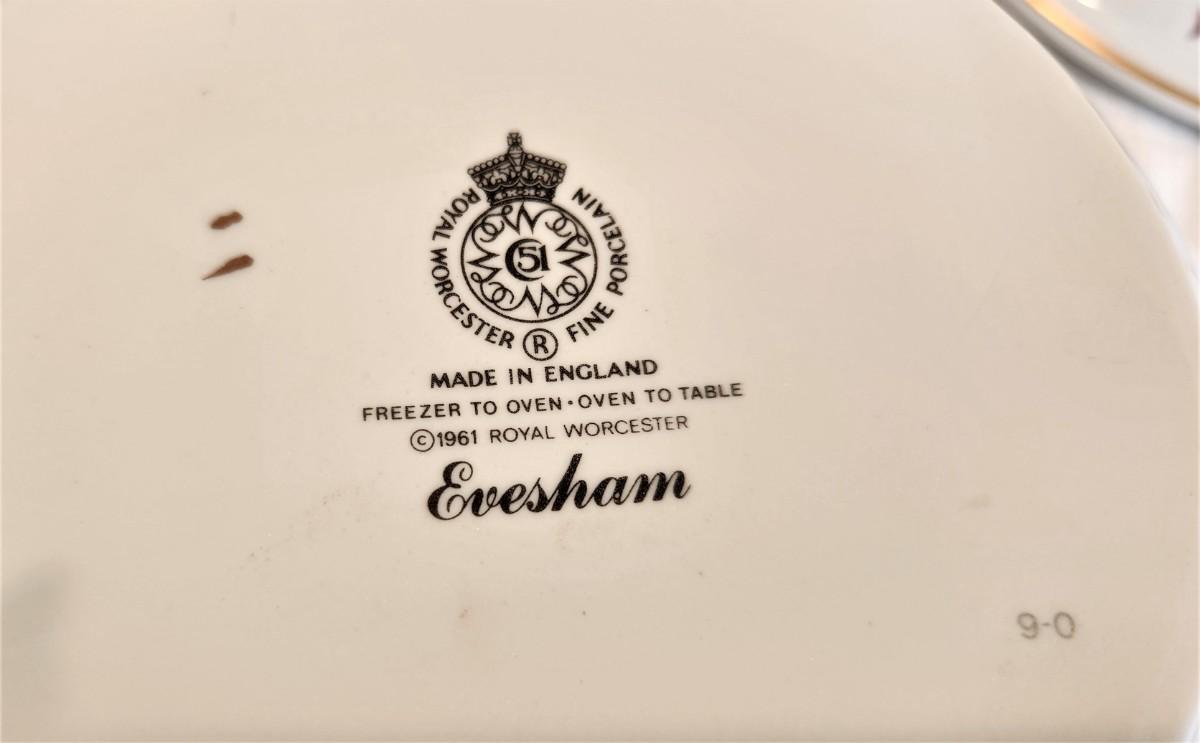 ROYAL WORCESTER ® FINE PORCELAIN
51
MADE IN ENGLAND
FREEZER TO OVEN · OVEN TO TABLE
©1961 ROYAL WORCESTER
Evesham
9-0